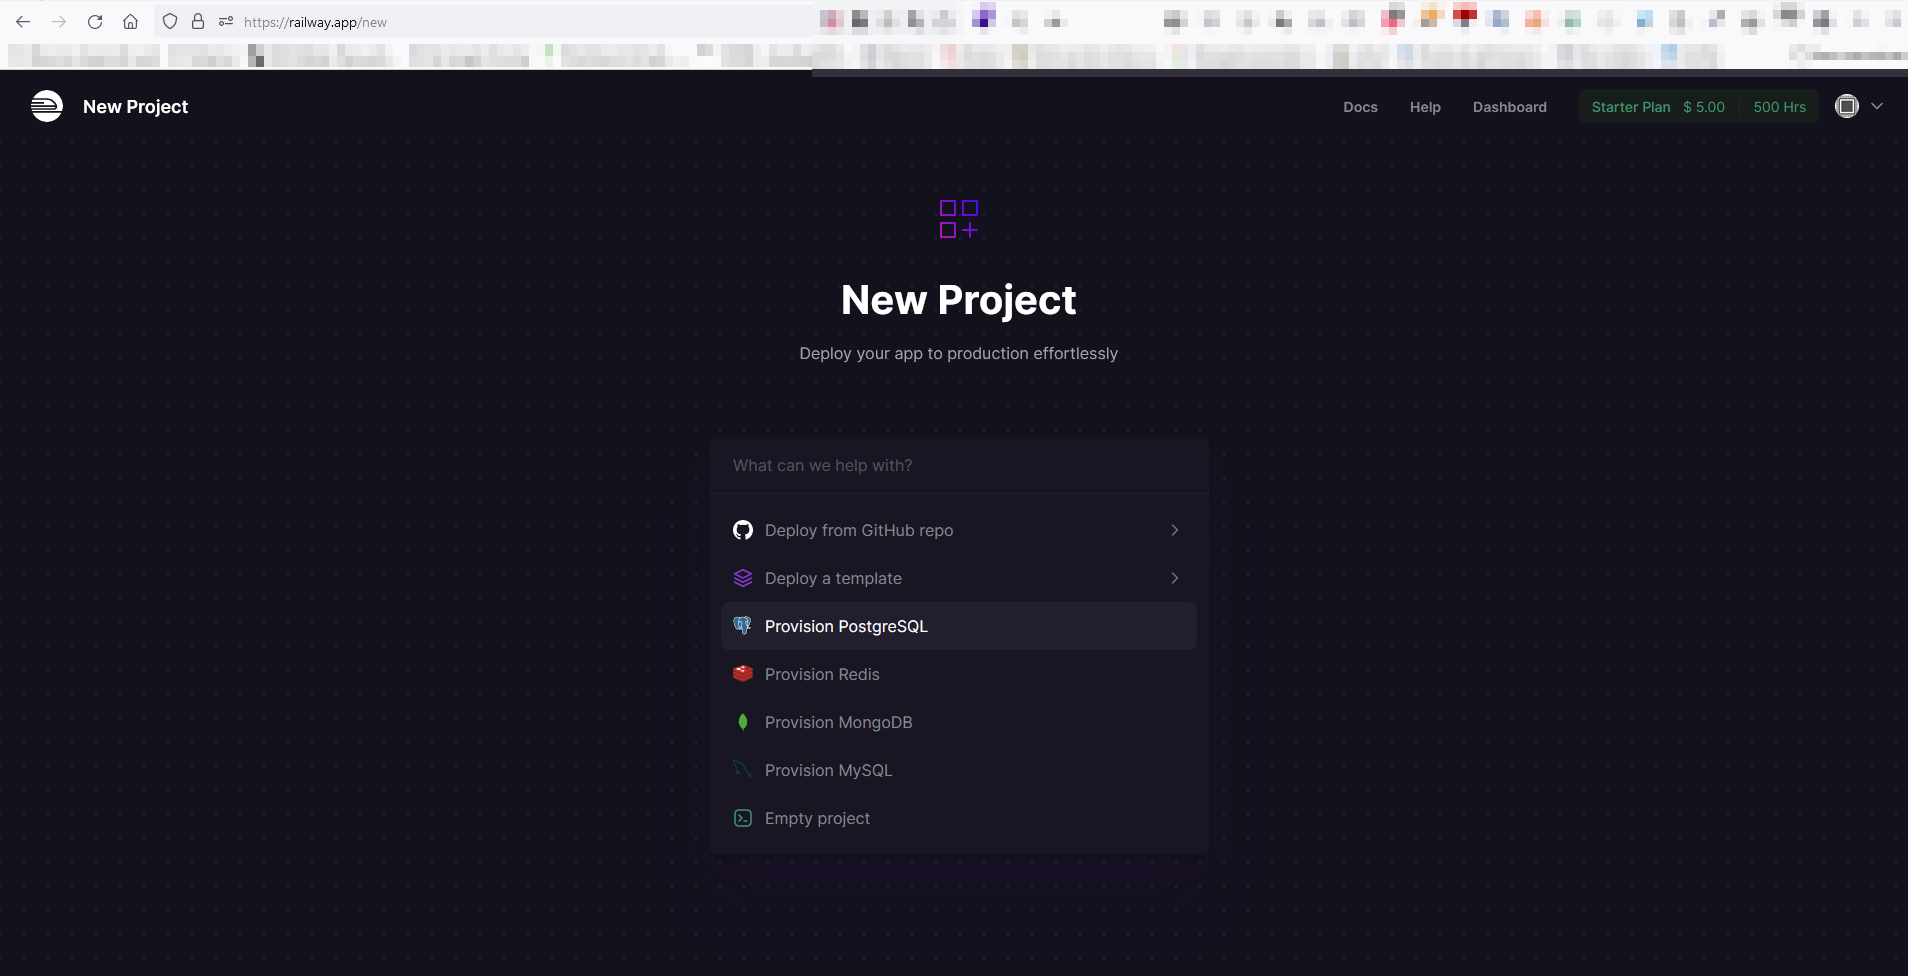 https://railway.app/new
New Project
Docs
Help
Dashboard
Starter Plan $ 5.00 500 Hrs
New Project
Deploy your app to production effortlessly
What can we help with?
Deploy from GitHub repo
Deploy a template
Provision PostgreSQL
Provision Redis
Provision MongoDB
Provision MySQL
Empty project